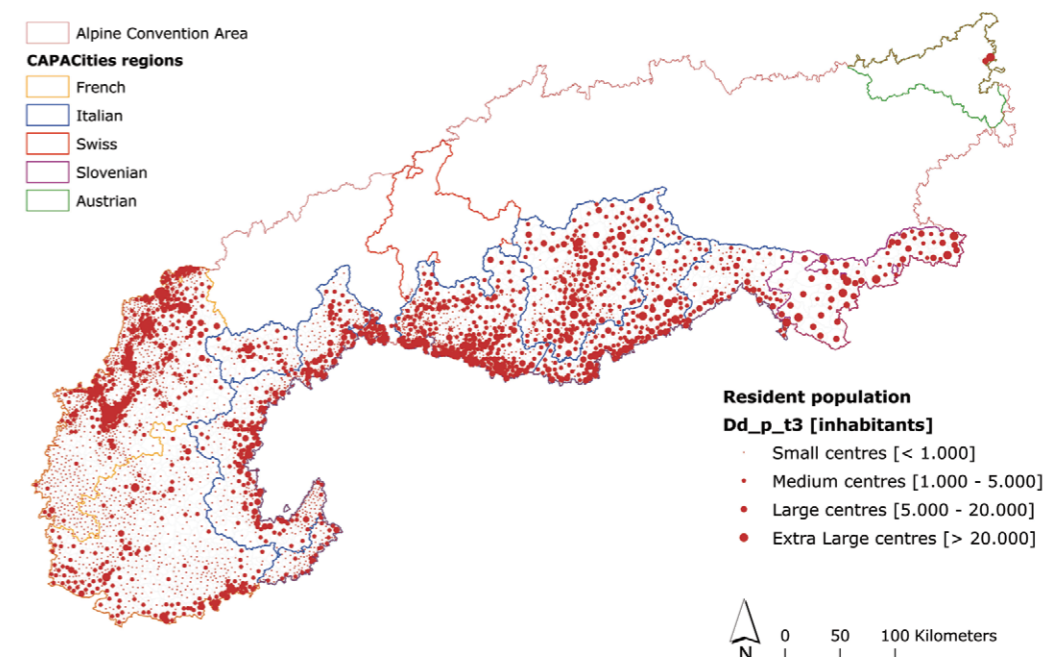 Alpine Convention Area
CAPACities regions
French
Italian
Swiss
Slovenian
Austrian
Resident population
Dd_p_t3 [inhabitants]
Small centres [< 1.000]
Medium centres [1.000 - 5.000]
Large centres [5.000 - 20.000]
Extra Large centres [> 20.000]
N
0 50 100 Kilometers